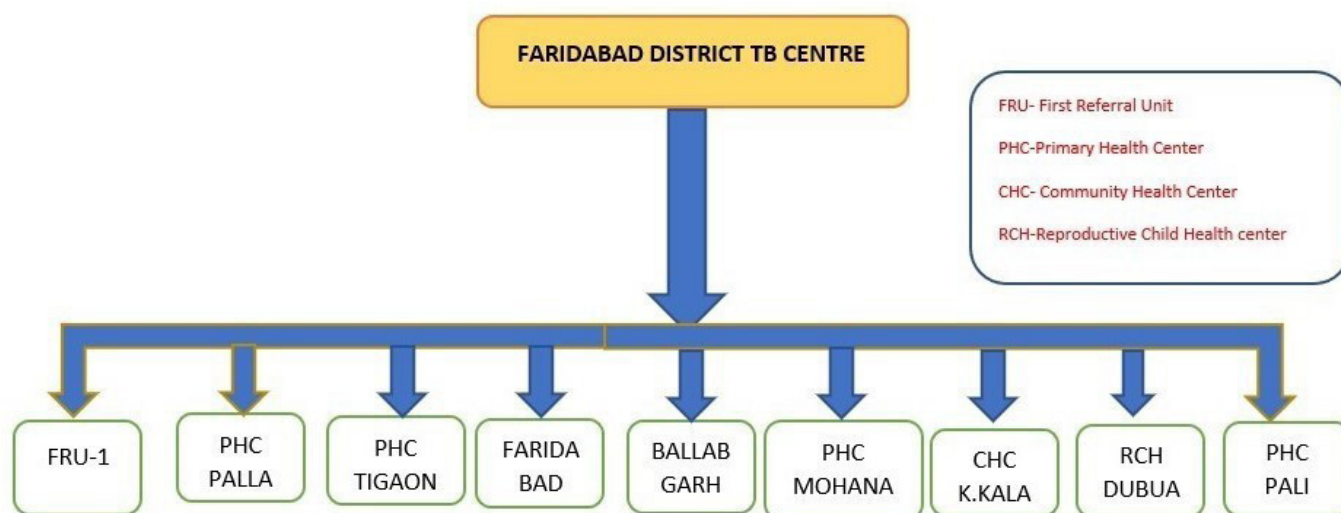 FARIDABAD DISTRICT TB CENTRE
FRU- First Referral Unit
PHC-Primary Health Center
CHC- Community Health Center
RCH-Reproductive Child Health center
FRU-1
PHC
PALLA
PHC
TIGAON
FARIDA
BAD
BALLAB
GARH
PHC
MOHANA
CHC
K.KALA
RCH
DUBUA
PHC
PALI